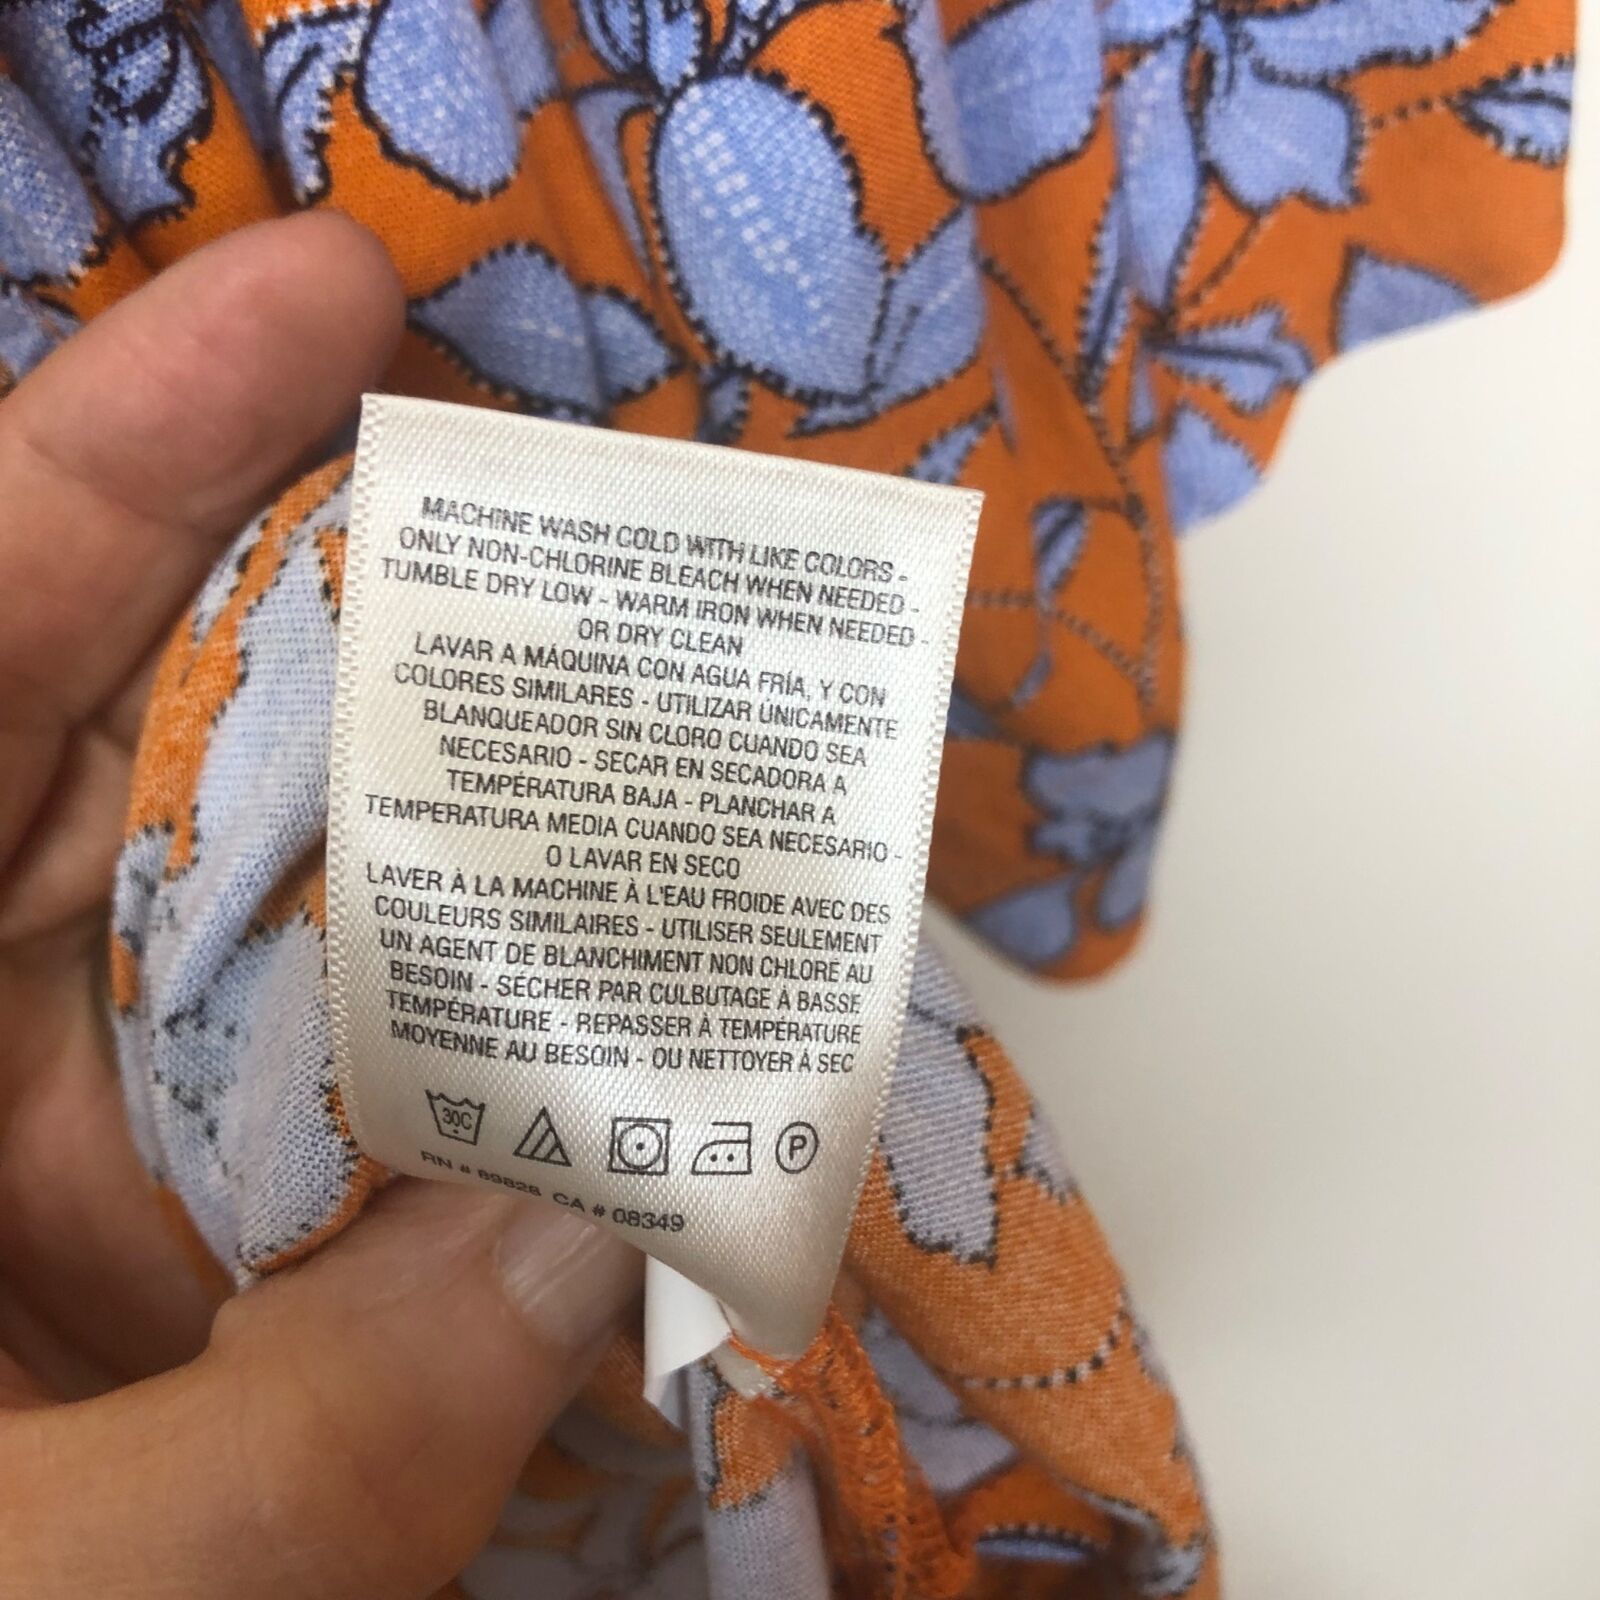 MACHINE WASH COLD WITH LIKE COLORS -
ONLY NON-CHLORINE BLEACH WHEN NEEDED -
TUMBLE DRY LOW - WARM IRON WHEN NEEDED -
OR DRY CLEAN
LAVAR A MÁQUINA CON AGUA FRÍA, Y CON
COLORES SIMILARES - UTILIZAR ÚNICAMENTE
BLANQUEADOR SIN CLORO CUANDO SEA
NECESARIO - SECAR EN SECADORA A
TEMPÉRATURA BAJA - PLANCHAR A
TEMPERATURA MEDIA CUANDO SEA NECESARIO -
O LAVAR EN SECO
LAVER À LA MACHINE À L'EAU FROIDE AVEC DES
COULEURS SIMILAIRES - UTILISER SEULEMENT
UN AGENT DE BLANCHIMENT NON CHLORÉ AU
BESOIN - SÉCHER PAR CULBUTAGE À BASSE
TEMPÉRATURE - REPASSER À TEMPÉRATURE
MOYENNE AU BESOIN - OU NETTOYER À SEC
30C P
RN # 89828 CA # 08349